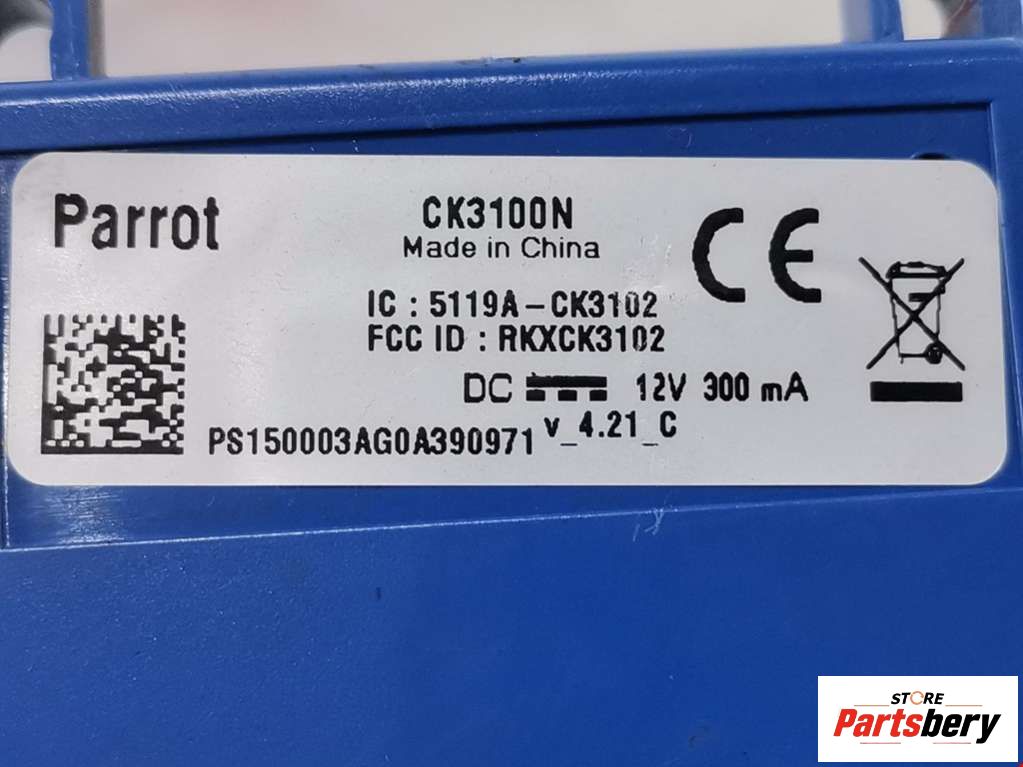 Parrot
CK3100N
Made in China
CE
IC : 5119A-CK3102
FCC ID : RKXCK3102
DC 12V 300 mA
PS150003AG0A390971 v_4.21_C
STORE
Partsbery